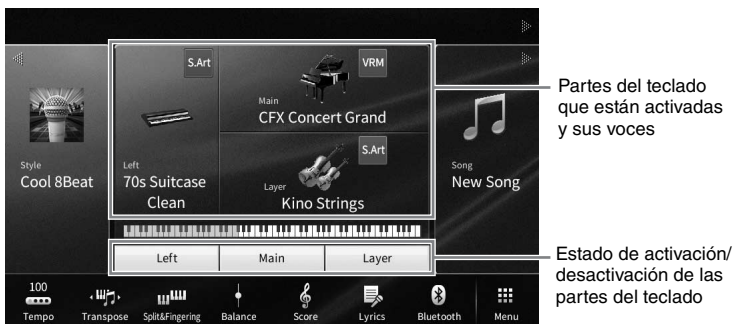 S.Art
VRM
Main
CFX Concert Grand
S.Art
Style
Cool 8Beat
Left
70s Suitcase
Clean
Layer
Kino Strings
Song
New Song
Left
Main
Layer
100
Tempo
Transpose
Split&Fingering
Balance
Score
Lyrics
Bluetooth
Menu
Partes del teclado
que están activadas
y sus voces
Estado de activación/
desactivación de las
partes del teclado